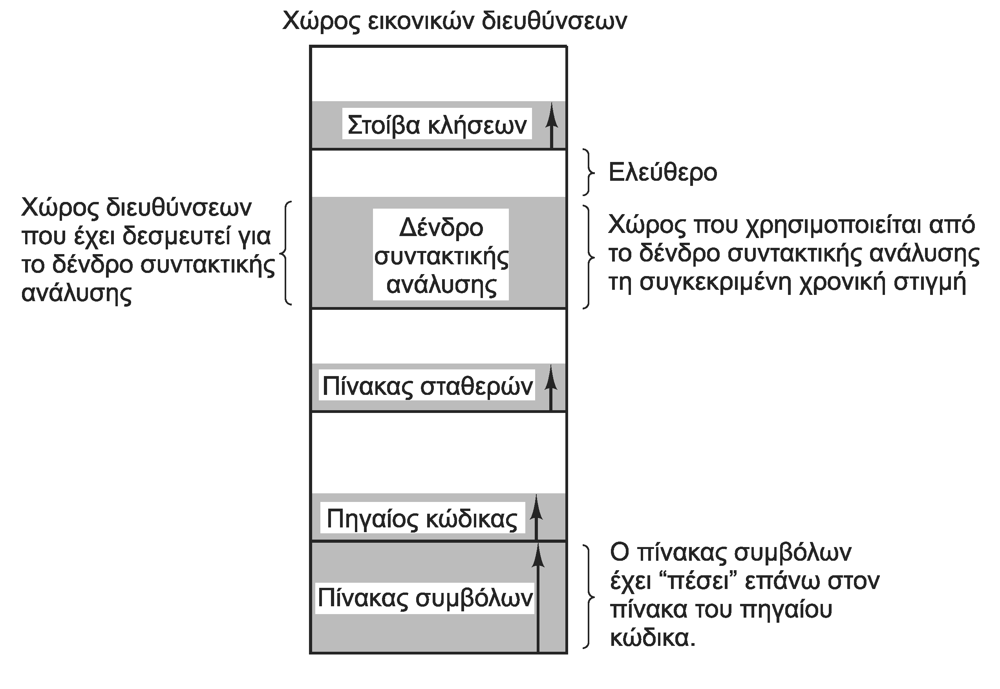 Χώρος εικονικών διευθύνσεων
Στοίβα κλήσεων
Ελεύθερο
Χώρος διευθύνσεων
που έχει δεσμευτεί για
το δένδρο συντακτικής
ανάλυσης
Δένδρο
συντακτικής
ανάλυσης
Χώρος που χρησιμοποιείται από
το δένδρο συντακτικής ανάλυσης
τη συγκεκριμένη χρονική στιγμή
Πίνακας σταθερών
Πηγαίος κώδικας
Πίνακας συμβόλων
Ο πίνακας συμβόλων
έχει “πέσει” επάνω στον
πίνακα του πηγαίου
κώδικα.